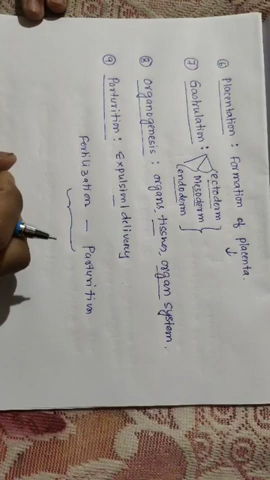 ⑥ Placentation : Formation of placenta.
⑦ Gastrulation : ectoderm
Mesoderm
endoderm
⑧ Organogenesis : organs, tissues, organ system.
⑨ Parturition : Expulsion/delivery
Fertilization — Parturition